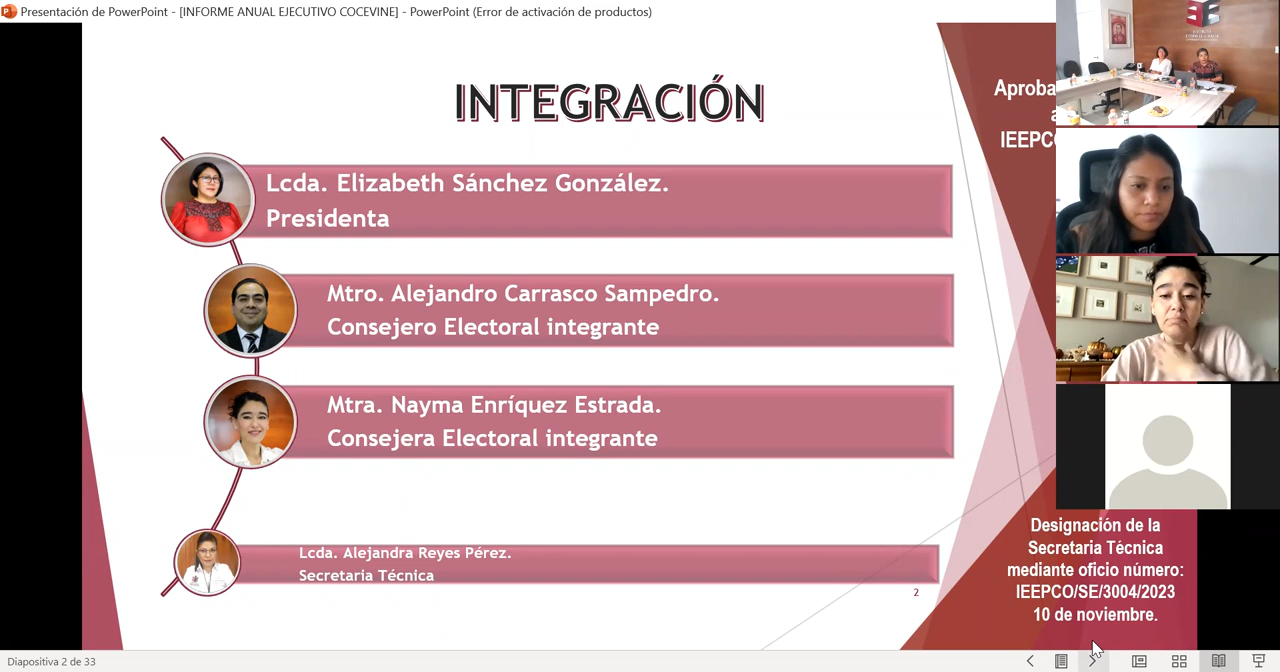 Presentación de PowerPoint - [INFORME ANUAL EJECUTIVO COCEVINE] - PowerPoint (Error de activación de productos)
INTEGRACIÓN
Lcda. Elizabeth Sánchez González.
Presidenta
Mtro. Alejandro Carrasco Sampedro.
Consejero Electoral integrante
Mtra. Nayma Enríquez Estrada.
Consejera Electoral integrante
Lcda. Alejandra Reyes Pérez.
Secretaria Técnica
2
Designación de la
Secretaria Técnica
mediante oficio número:
IEEPCO/SE/3004/2023
10 de noviembre.
Diapositiva 2 de 33